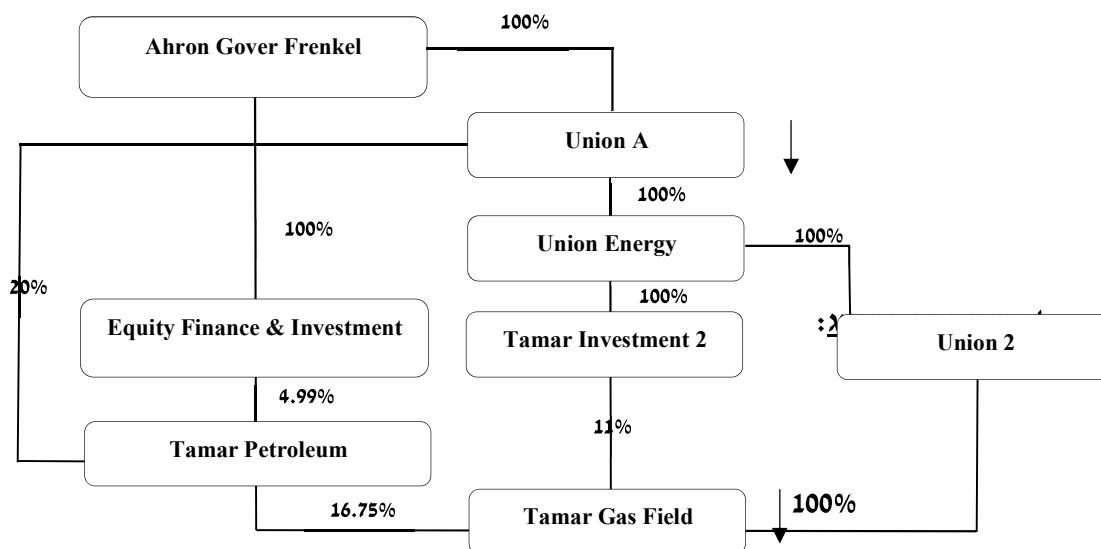 100%
Ahron Gover Frenkel
Union A
100%
Union Energy
100%
100%
100%
20%
Equity Finance & Investment
Tamar Investment 2
Union 2
4.99%
11%
Tamar Petroleum
16.75%
Tamar Gas Field
100%